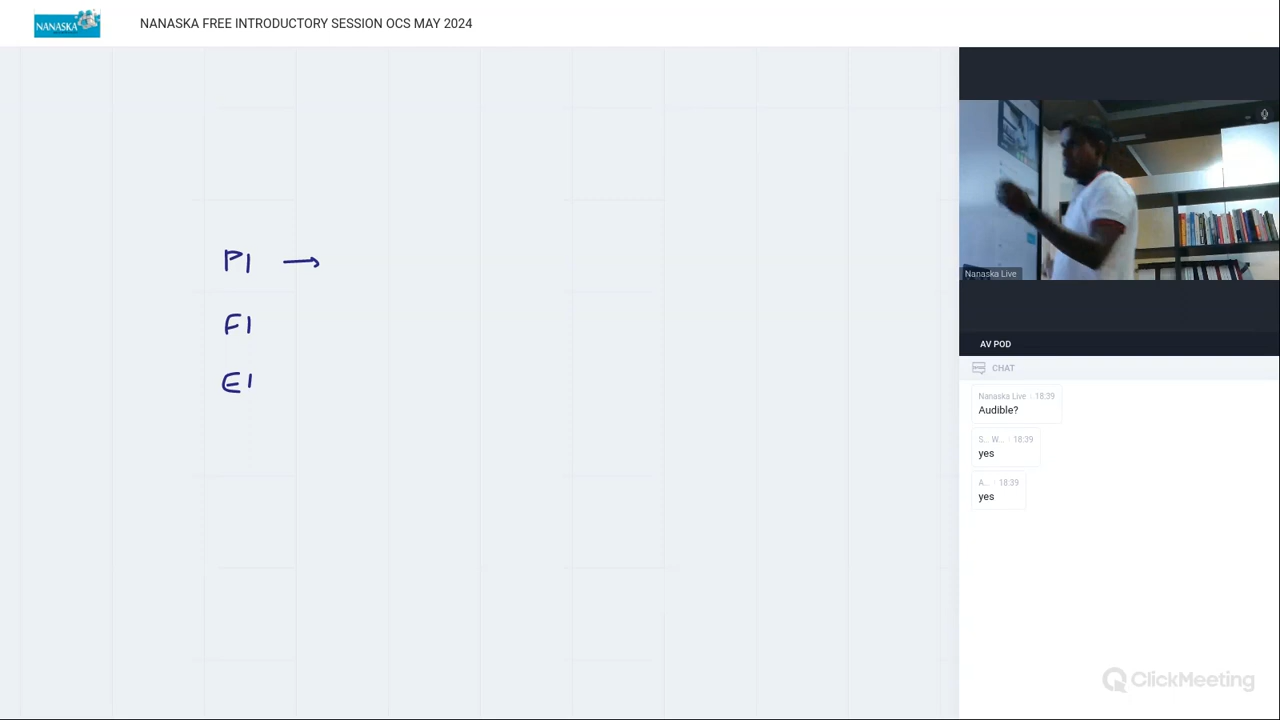 NANASKA
NANASKA FREE INTRODUCTORY SESSION OCS MAY 2024
P1 →
F1
E1
Nanaska Live
AV POD
CHAT
Nanaska Live 18:39
Audible?
S... W... 18:39
yes
A... 18:39
yes
ClickMeeting